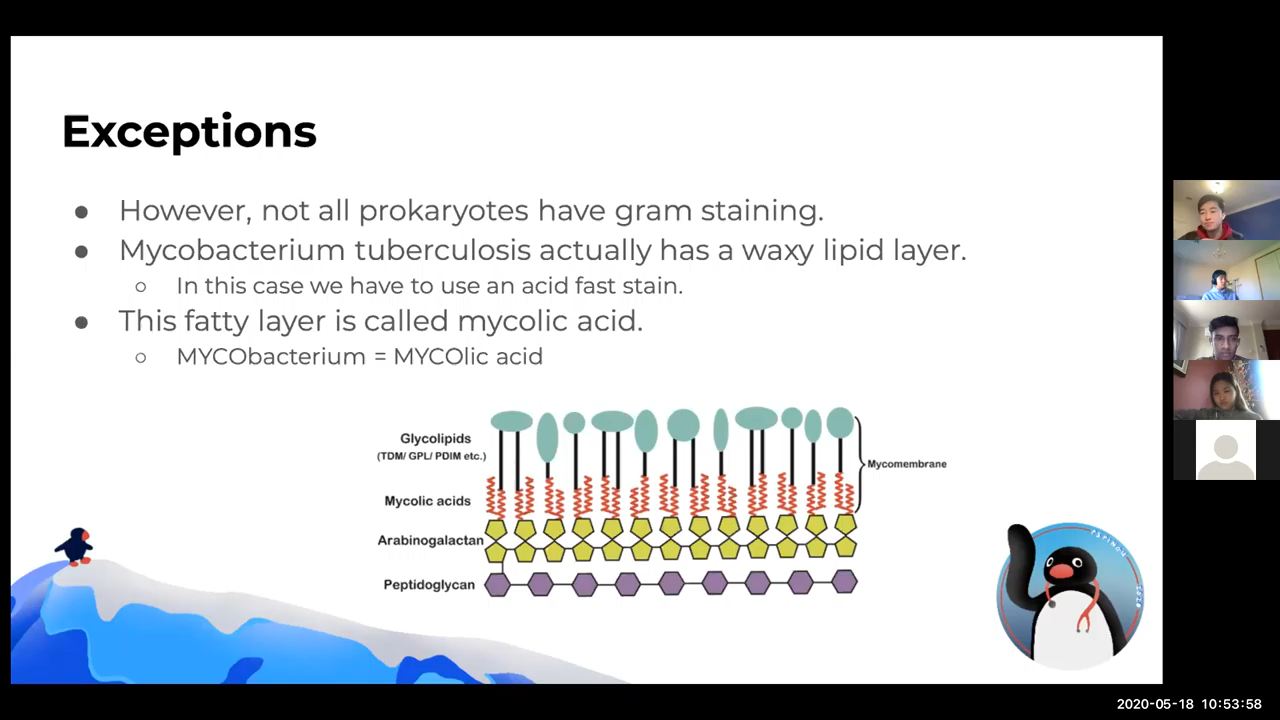 Exceptions
● However, not all prokaryotes have gram staining.
● Mycobacterium tuberculosis actually has a waxy lipid layer.
○ In this case we have to use an acid fast stain.
● This fatty layer is called mycolic acid.
○ MYCObacterium = MYCOlic acid
Glycolipids
(TDM/ GPL/ PDIM etc.)
Mycomembrane
Mycolic acids
Arabinogalactan
Peptidoglycan
2020-05-18 10:53:58